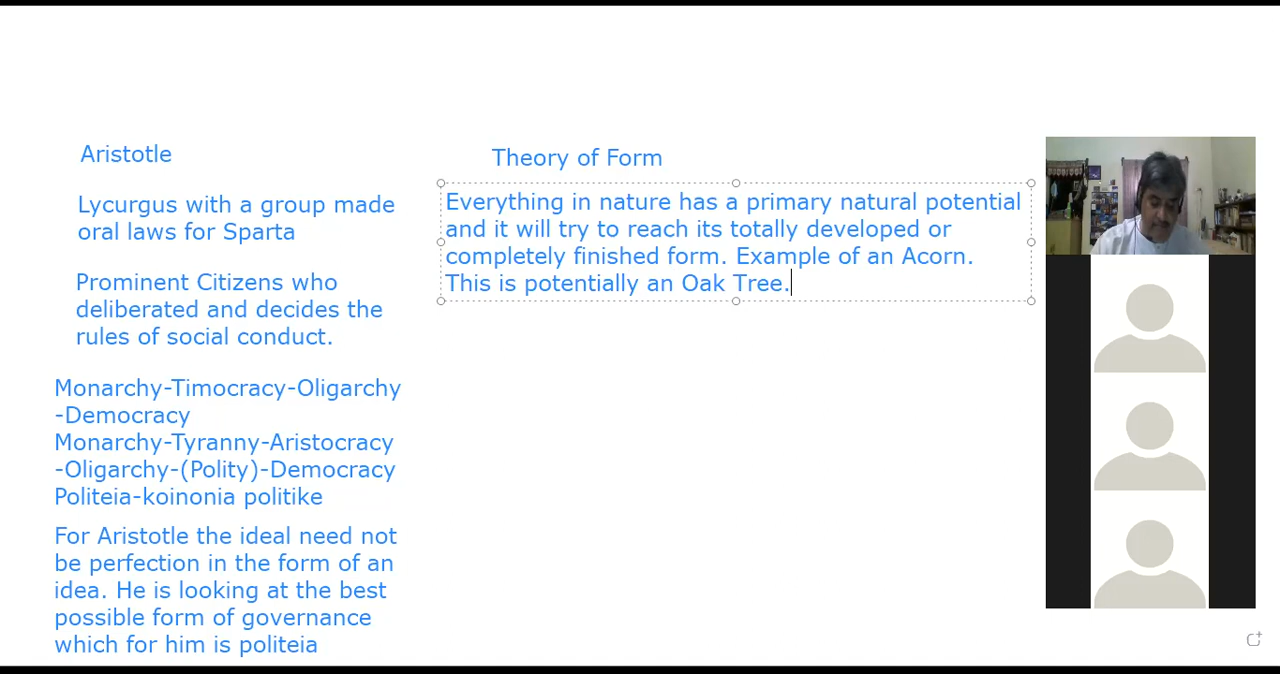 Aristotle
Lycurgus with a group made
oral laws for Sparta
Prominent Citizens who
deliberated and decides the
rules of social conduct.
Monarchy-Timocracy-Oligarchy
-Democracy
Monarchy-Tyranny-Aristocracy
-Oligarchy-(Polity)-Democracy
Politeia-koinonia politike
For Aristotle the ideal need not
be perfection in the form of an
idea. He is looking at the best
possible form of governance
which for him is politeia
Theory of Form
Everything in nature has a primary natural potential
and it will try to reach its totally developed or
completely finished form. Example of an Acorn.
This is potentially an Oak Tree.